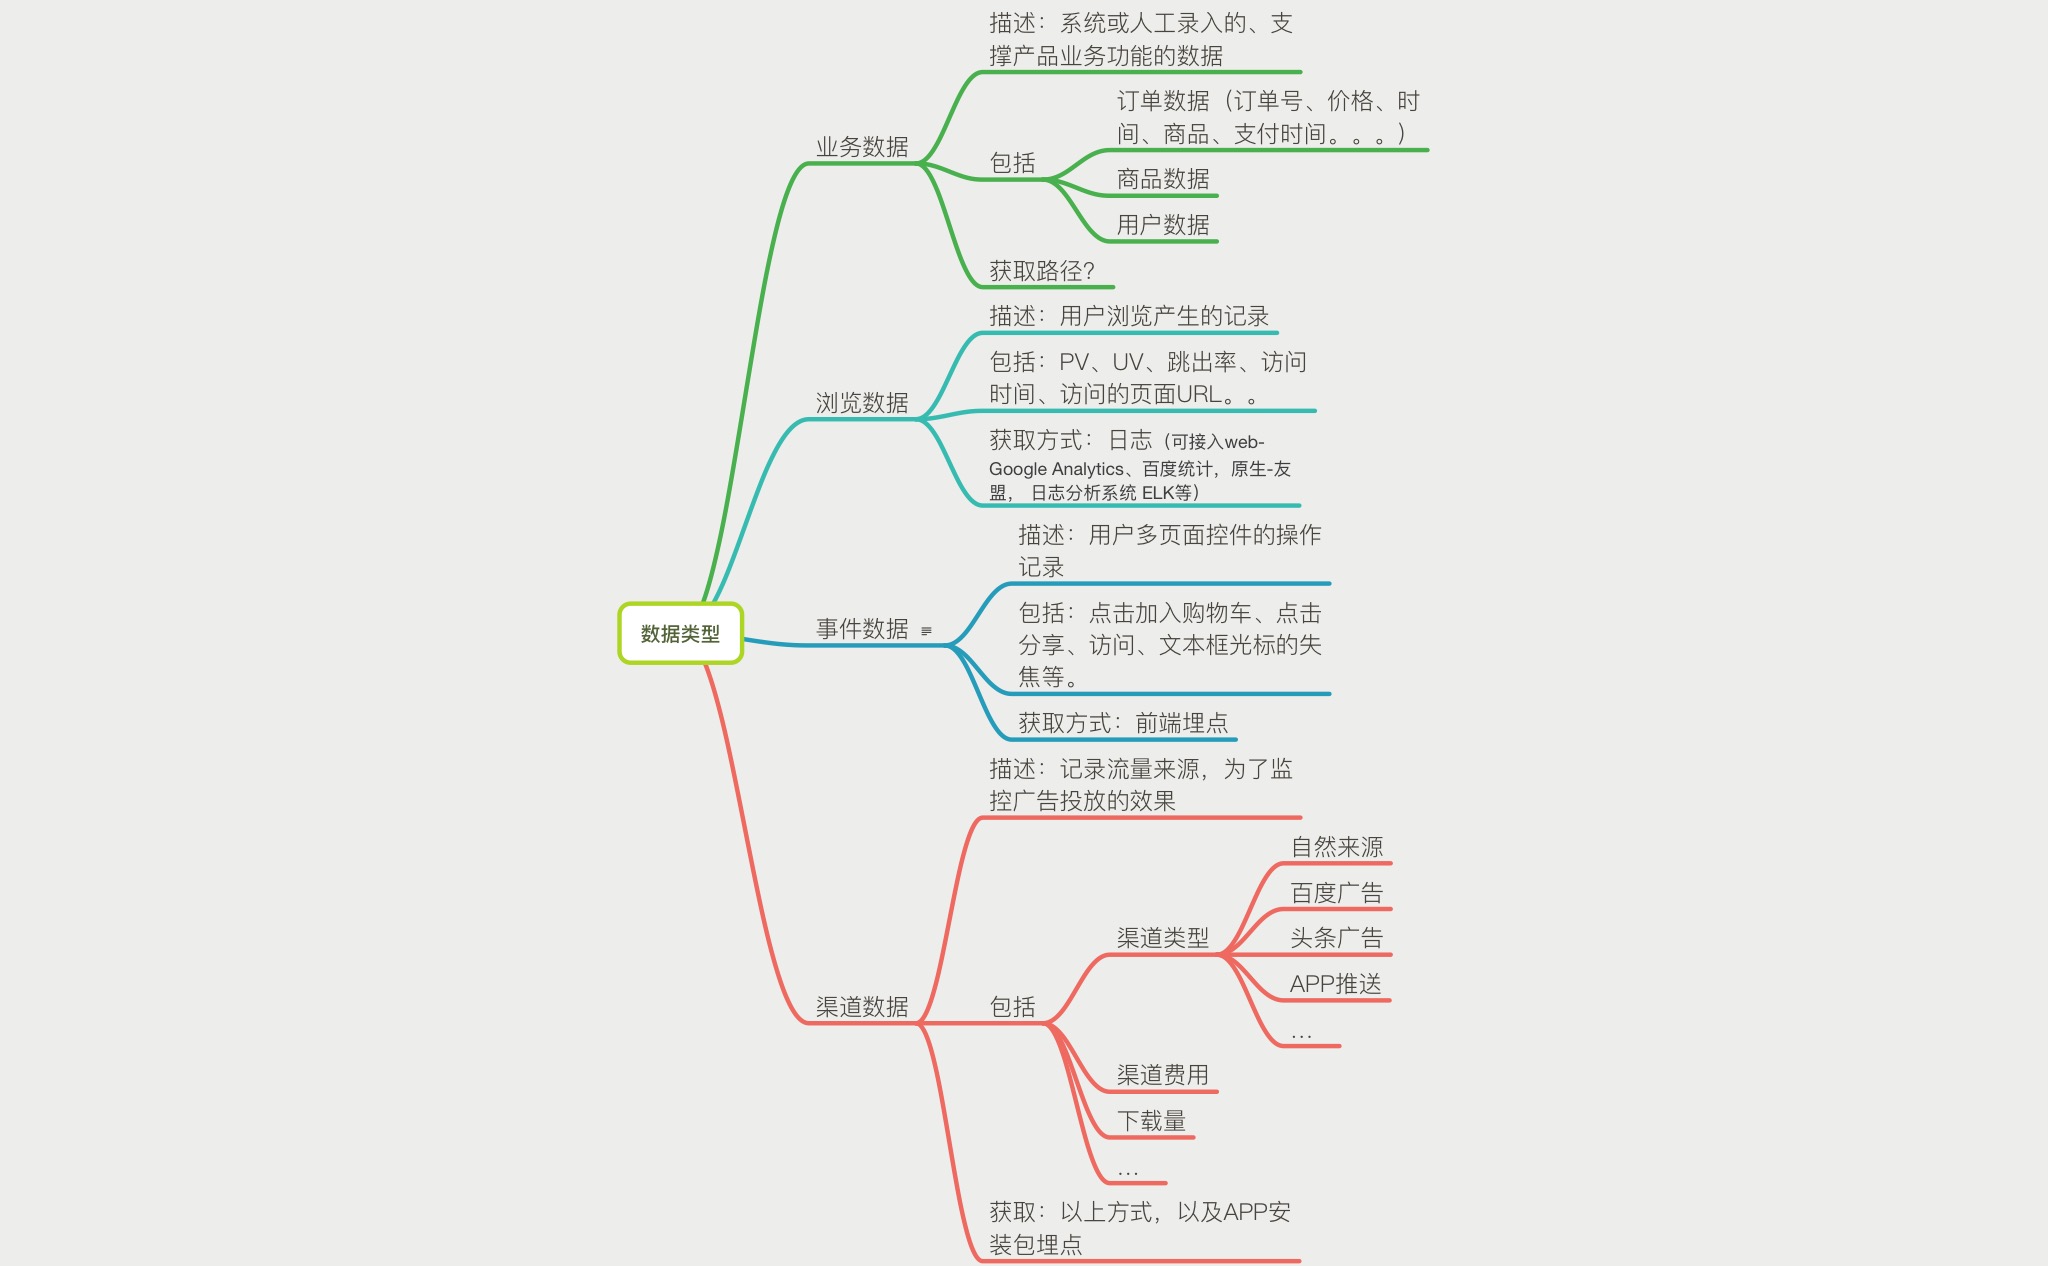 描述：系统或人工录入的、支
撑产品业务功能的数据
订单数据（订单号、价格、时
间、商品、支付时间。。。）
业务数据
包括
商品数据
用户数据
获取路径？
描述：用户浏览产生的记录
包括：PV、UV、跳出率、访问
时间、访问的页面URL。。
浏览数据
获取方式：日志（可接入web-
Google Analytics、百度统计，原生-友
盟， 日志分析系统 ELK等）
描述：用户多页面控件的操作
记录
数据类型
事件数据
包括：点击加入购物车、点击
分享、访问、文本框光标的失
焦等。
获取方式：前端埋点
描述：记录流量来源，为了监
控广告投放的效果
自然来源
百度广告
渠道类型
头条广告
APP推送
...
渠道数据
包括
渠道费用
下载量
...
获取：以上方式，以及APP安
装包埋点